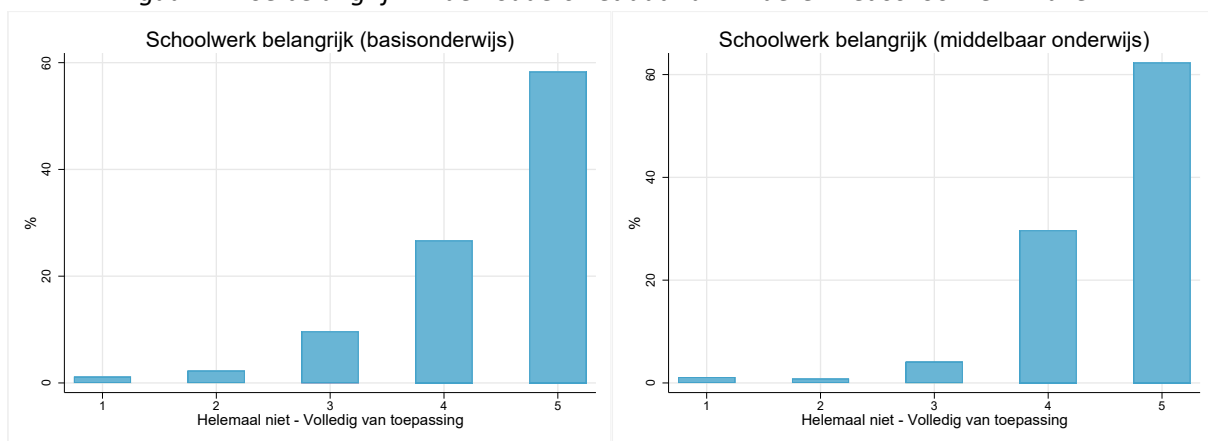 Schoolwerk belangrijk (basisonderwijs)
60
40
20
0
%
1 2 3 4 5
Helemaal niet - Volledig van toepassing
Schoolwerk belangrijk (middelbaar onderwijs)
60
40
20
0
%
1 2 3 4 5
Helemaal niet - Volledig van toepassing